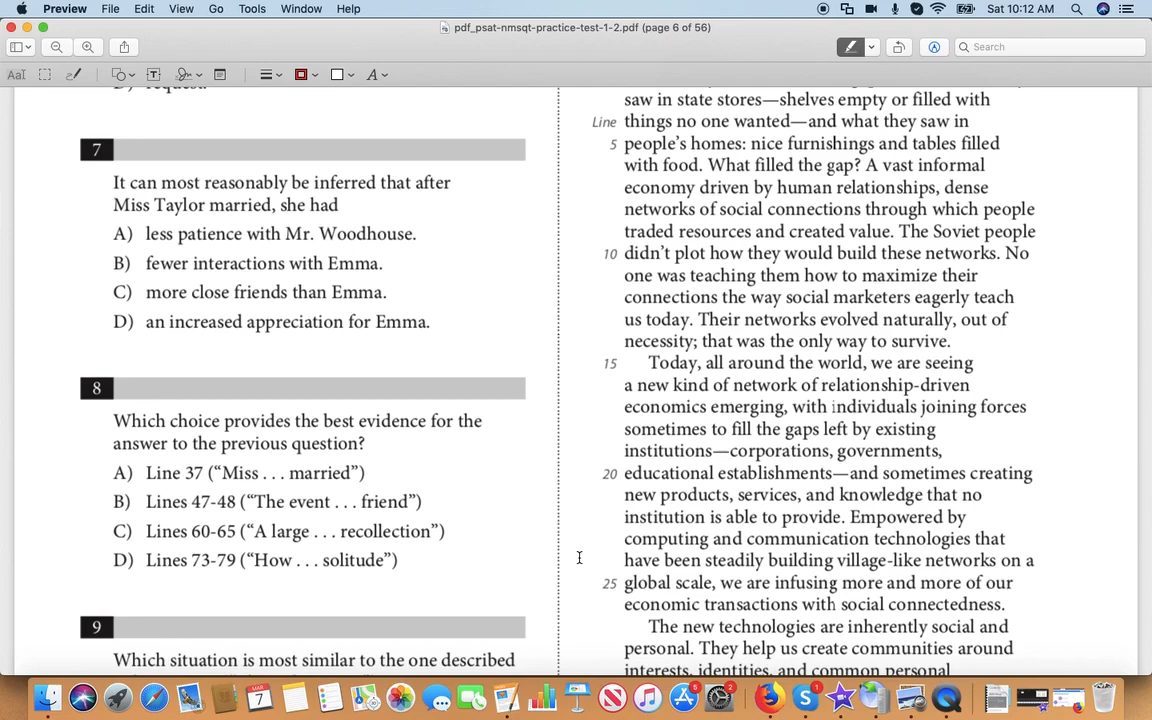 Preview File Edit View Go Tools Window Help
Sat 10:12 AM
pdf_psat-nmsqt-practice-test-1-2.pdf (page 6 of 56)
Search
7
It can most reasonably be inferred that after
Miss Taylor married, she had
A) less patience with Mr. Woodhouse.
B) fewer interactions with Emma.
C) more close friends than Emma.
D) an increased appreciation for Emma.
8
Which choice provides the best evidence for the
answer to the previous question?
A) Line 37 (“Miss . . . married”)
B) Lines 47-48 (“The event . . . friend”)
C) Lines 60-65 (“A large . . . recollection”)
D) Lines 73-79 (“How . . . solitude”)
9
Which situation is most similar to the one described
saw in state stores—shelves empty or filled with
Line things no one wanted—and what they saw in
5 people’s homes: nice furnishings and tables filled
with food. What filled the gap? A vast informal
economy driven by human relationships, dense
networks of social connections through which people
traded resources and created value. The Soviet people
10 didn’t plot how they would build these networks. No
one was teaching them how to maximize their
connections the way social marketers eagerly teach
us today. Their networks evolved naturally, out of
necessity; that was the only way to survive.
15 Today, all around the world, we are seeing
a new kind of network of relationship-driven
economics emerging, with individuals joining forces
sometimes to fill the gaps left by existing
institutions—corporations, governments,
20 educational establishments—and sometimes creating
new products, services, and knowledge that no
institution is able to provide. Empowered by
computing and communication technologies that
have been steadily building village-like networks on a
25 global scale, we are infusing more and more of our
economic transactions with social connectedness.
The new technologies are inherently social and
personal. They help us create communities around
interests, identities, and common personal